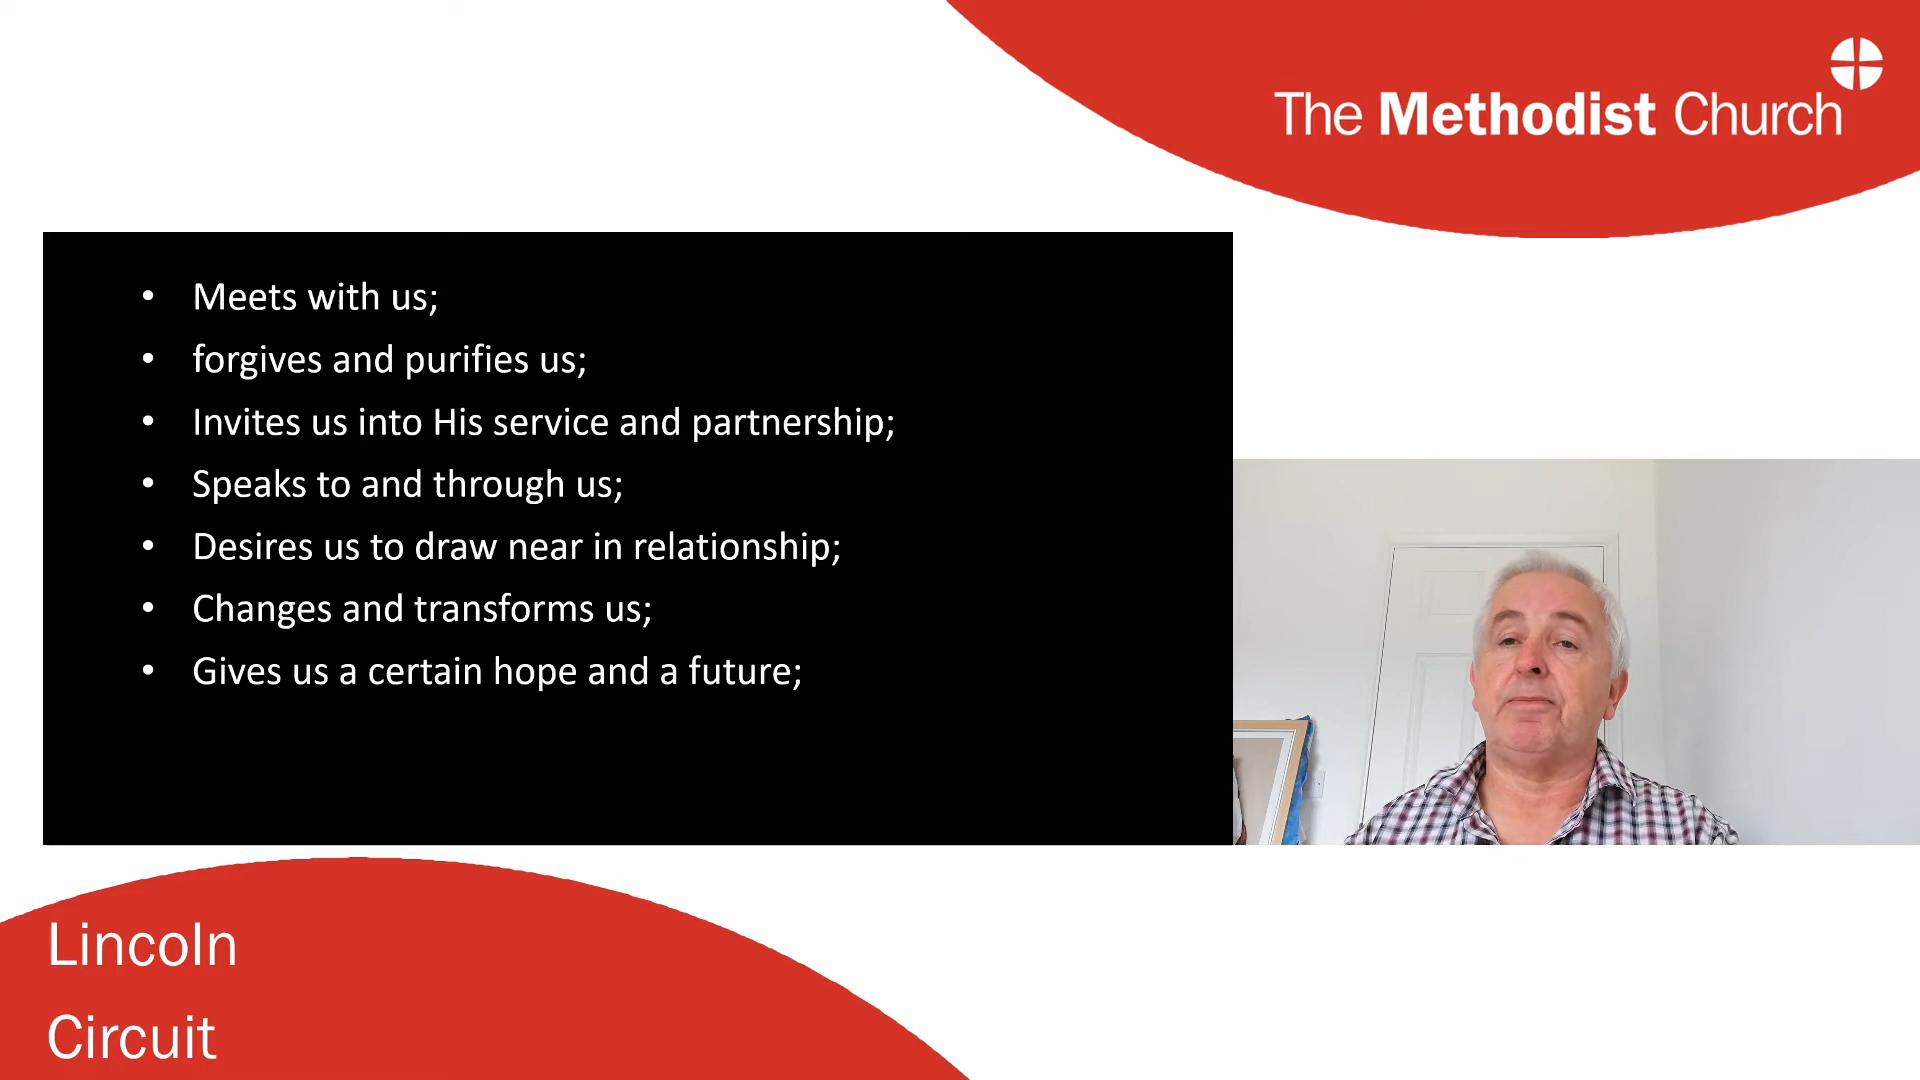 The Methodist Church
• Meets with us;
• forgives and purifies us;
• Invites us into His service and partnership;
• Speaks to and through us;
• Desires us to draw near in relationship;
• Changes and transforms us;
• Gives us a certain hope and a future;
Lincoln
Circuit